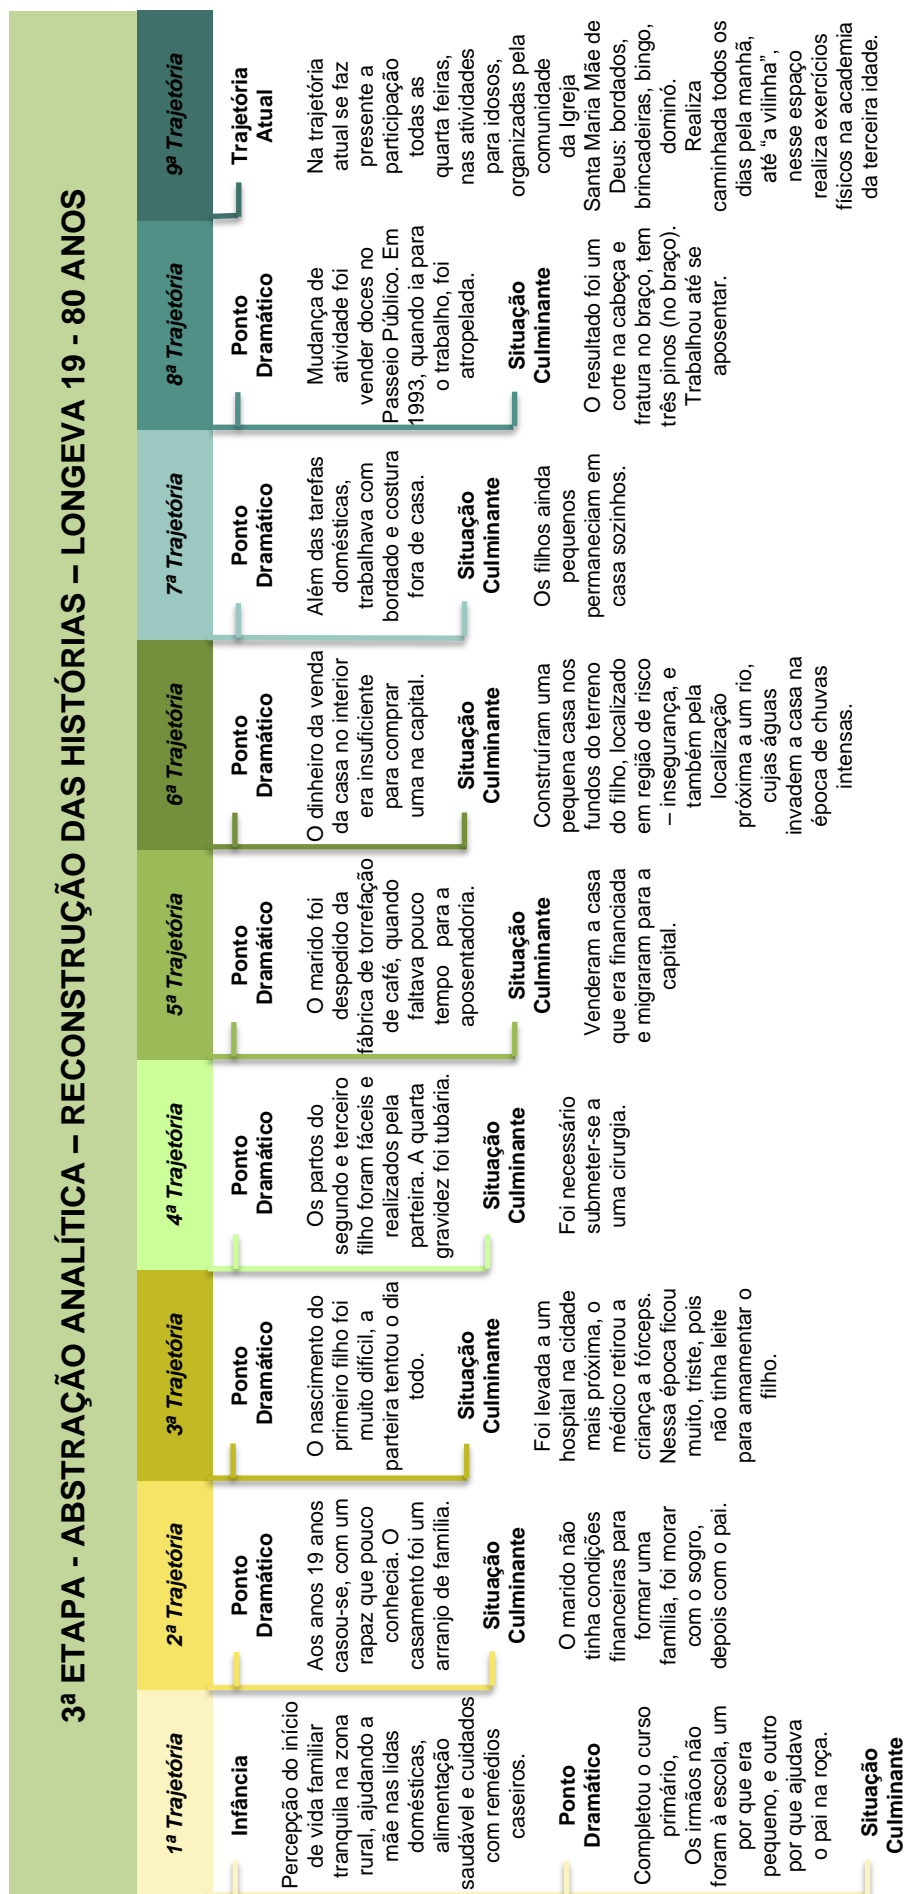 3ª ETAPA - ABSTRAÇÃO ANALÍTICA – RECONSTRUÇÃO DAS HISTÓRIAS – LONGEVA 19 - 80 ANOS
1ª Trajetória
Infância
Percepção do início
de vida familiar
tranquila na zona
rural, ajudando a
mãe nas lidas
domésticas,
alimentação
saudável e cuidados
com remédios
caseiros.
Ponto
Dramático
Completou o curso
primário,
Os irmãos não
foram à escola, um
por que era
pequeno, e outro
por que ajudava
o pai na roça.
Situação
Culminante
2ª Trajetória
Ponto
Dramático
Aos anos 19 anos
casou-se, com um
rapaz que pouco
conhecia. O
casamento foi um
arranjo de família.
Situação
Culminante
O marido não
tinha condições
financeiras para
formar uma
família, foi morar
com o sogro,
depois com o pai.
3ª Trajetória
Ponto
Dramático
O nascimento do
primeiro filho foi
muito difícil, a
parteira tentou o dia
todo.
Situação
Culminante
Foi levada a um
hospital na cidade
mais próxima, o
médico retirou a
criança a fórceps.
Nessa época ficou
muito, triste, pois
não tinha leite
para amamentar o
filho.
4ª Trajetória
Ponto
Dramático
Os partos do
segundo e terceiro
filho foram fáceis e
realizados pela
parteira. A quarta
gravidez foi tubária.
Situação
Culminante
Foi necessário
submeter-se a
uma cirurgia.
5ª Trajetória
Ponto
Dramático
O marido foi
despedido da
fábrica de torrefação
de café, quando
faltava pouco
tempo para a
aposentadoria.
Situação
Culminante
Venderam a casa
que era financiada
e migraram para a
capital.
6ª Trajetória
Ponto
Dramático
O dinheiro da venda
da casa no interior
era insuficiente
para comprar
uma na capital.
Situação
Culminante
Construíram uma
pequena casa nos
fundos do terreno
do filho, localizado
em região de risco
– insegurança, e
também pela
localização
próxima a um rio,
cujas águas
invadem a casa na
época de chuvas
intensas.
7ª Trajetória
Ponto
Dramático
Além das tarefas
domésticas,
trabalhava com
bordado e costura
fora de casa.
Situação
Culminante
Os filhos ainda
pequenos
permaneciam em
casa sozinhos.
8ª Trajetória
Ponto
Dramático
Mudança de
atividade foi
vender doces no
Passeio Público. Em
1993, quando ia para
o trabalho, foi
atropelada.
Situação
Culminante
O resultado foi um
corte na cabeça e
fratura no braço, tem
três pinos (no braço).
Trabalhou até se
aposentar.
9ª Trajetória
Trajetória
Atual
Na trajetória
atual se faz
presente a
participação
todas as
quarta feiras,
nas atividades
para idosos,
organizadas pela
comunidade
da Igreja
Santa Maria Mãe de
Deus: bordados,
brincadeiras, bingo,
dominó.
Realiza
caminhada todos os
dias pela manhã,
até “a vilinha”,
nesse espaço
realiza exercícios
físicos na academia
da terceira idade.